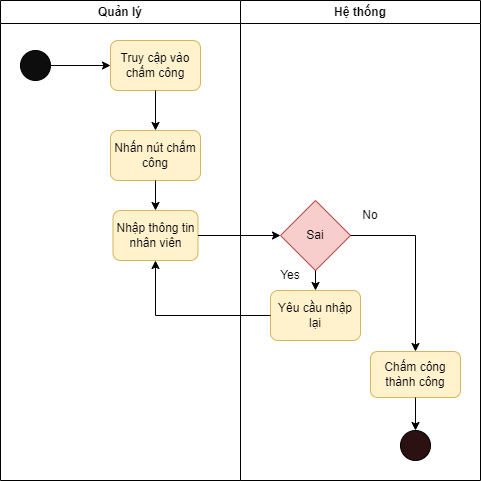 Quản lý
Hệ thống
Truy cập vào
chấm công
Nhấn nút chấm
công
Nhập thông tin
nhân viên
Sai
No
Yes
Yêu cầu nhập
lại
Chấm công
thành công